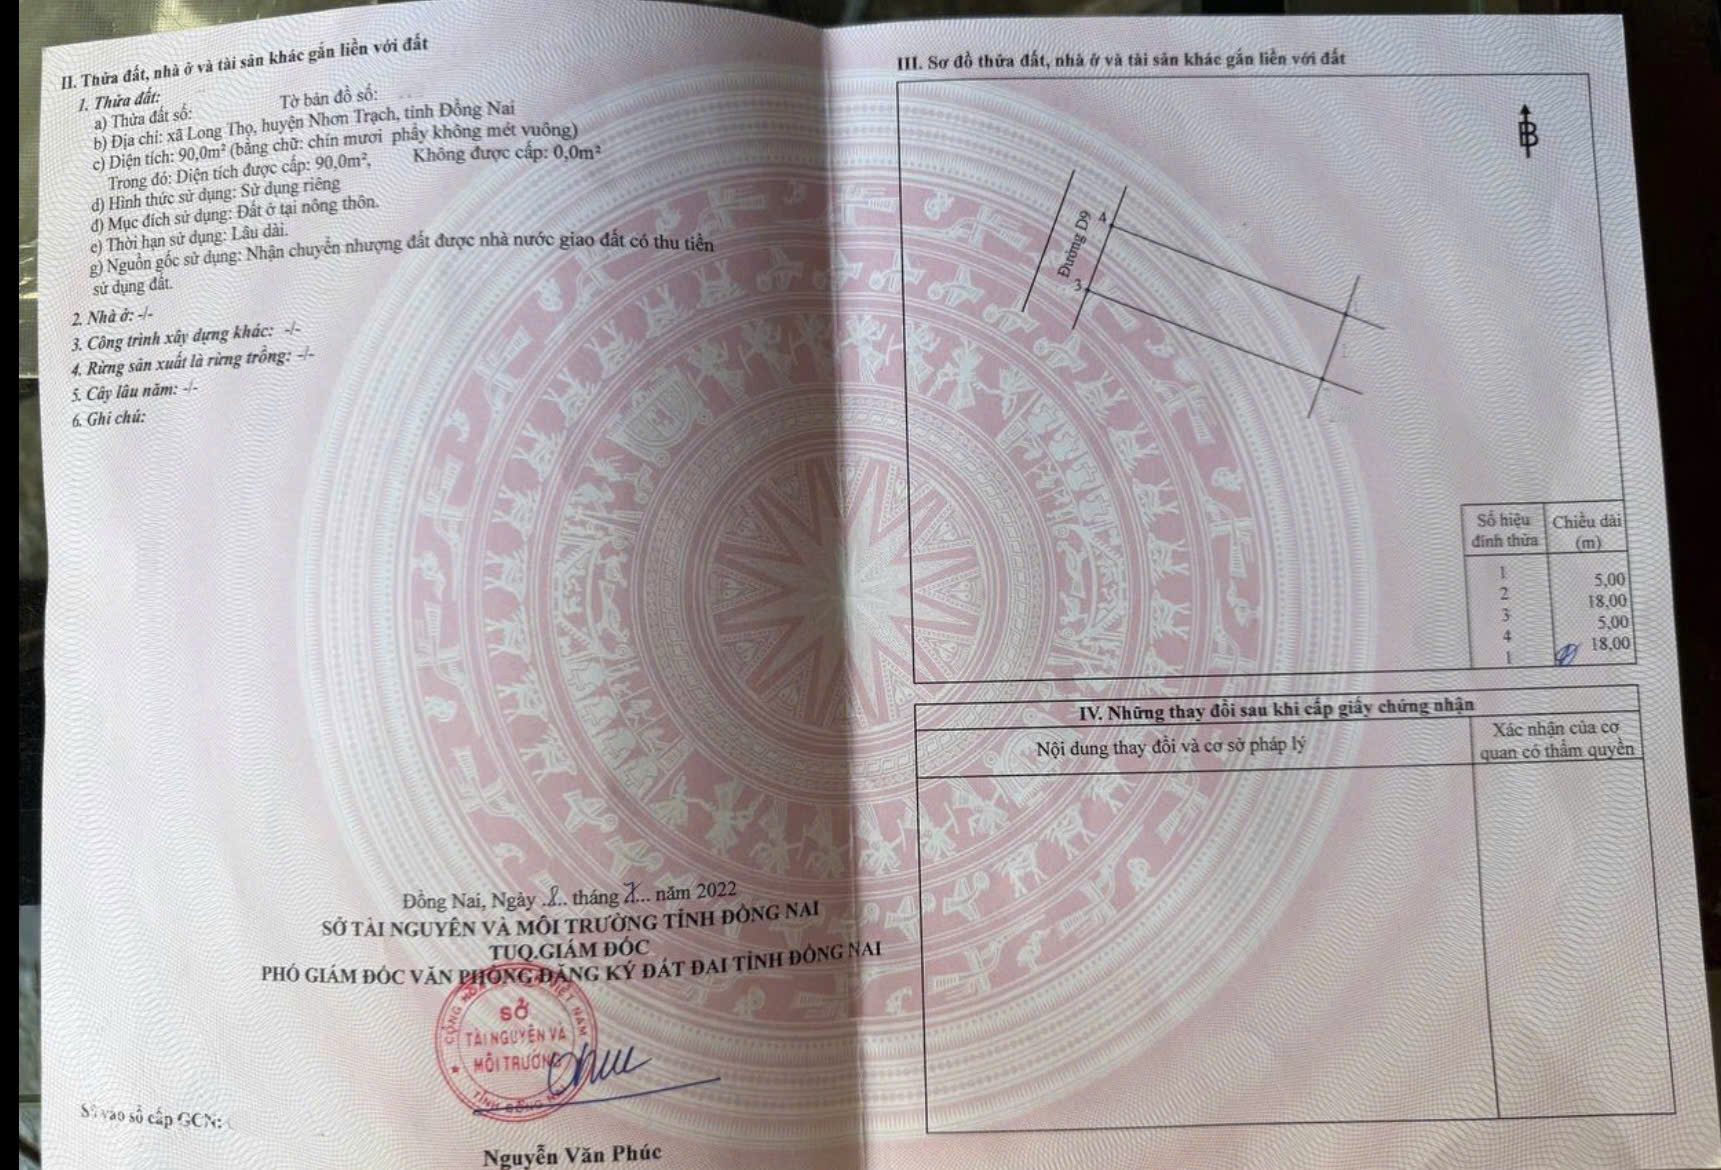 II. Thửa đất, nhà ở và tài sản khác gắn liền với đất
1. Thửa đất:
a) Thửa đất số: Tờ bản đồ số:
b) Địa chỉ: xã Long Thọ, huyện Nhơn Trạch, tỉnh Đồng Nai
c) Diện tích: 90,0m² (bằng chữ: chín mươi phẩy không mét vuông)
Trong đó: Diện tích được cấp: 90,0m², Không được cấp: 0,0m²
d) Hình thức sử dụng: Sử dụng riêng
đ) Mục đích sử dụng: Đất ở tại nông thôn.
e) Thời hạn sử dụng: Lâu dài.
g) Nguồn gốc sử dụng: Nhận chuyển nhượng đất được nhà nước giao đất có thu tiền
sử dụng đất.
2. Nhà ở: -/-
3. Công trình xây dựng khác: -/-
4. Rừng sản xuất là rừng trồng: -/-
5. Cây lâu năm: -/-
6. Ghi chú:
Đồng Nai, Ngày .8.. tháng 7... năm 2022
SỞ TÀI NGUYÊN VÀ MÔI TRƯỜNG TỈNH ĐỒNG NAI
TUQ.GIÁM ĐỐC
PHÓ GIÁM ĐỐC VĂN PHÒNG ĐĂNG KÝ ĐẤT ĐAI TỈNH ĐỒNG NAI
SỞ
TÀI NGUYÊN VÀ
MÔI TRƯỜNG
TỈNH ĐỒNG NAI
Nguyễn Văn Phúc
Số vào sổ cấp GCN:
III. Sơ đồ thửa đất, nhà ở và tài sản khác gắn liền với đất
B
Đường D9
4
3
1
Số hiệu đỉnh thửa Chiều dài (m)
1
5,00
2
18,00
3
5,00
4
18,00
1
IV. Những thay đổi sau khi cấp giấy chứng nhận
Nội dung thay đổi và cơ sở pháp lý
Xác nhận của cơ
quan có thẩm quyền